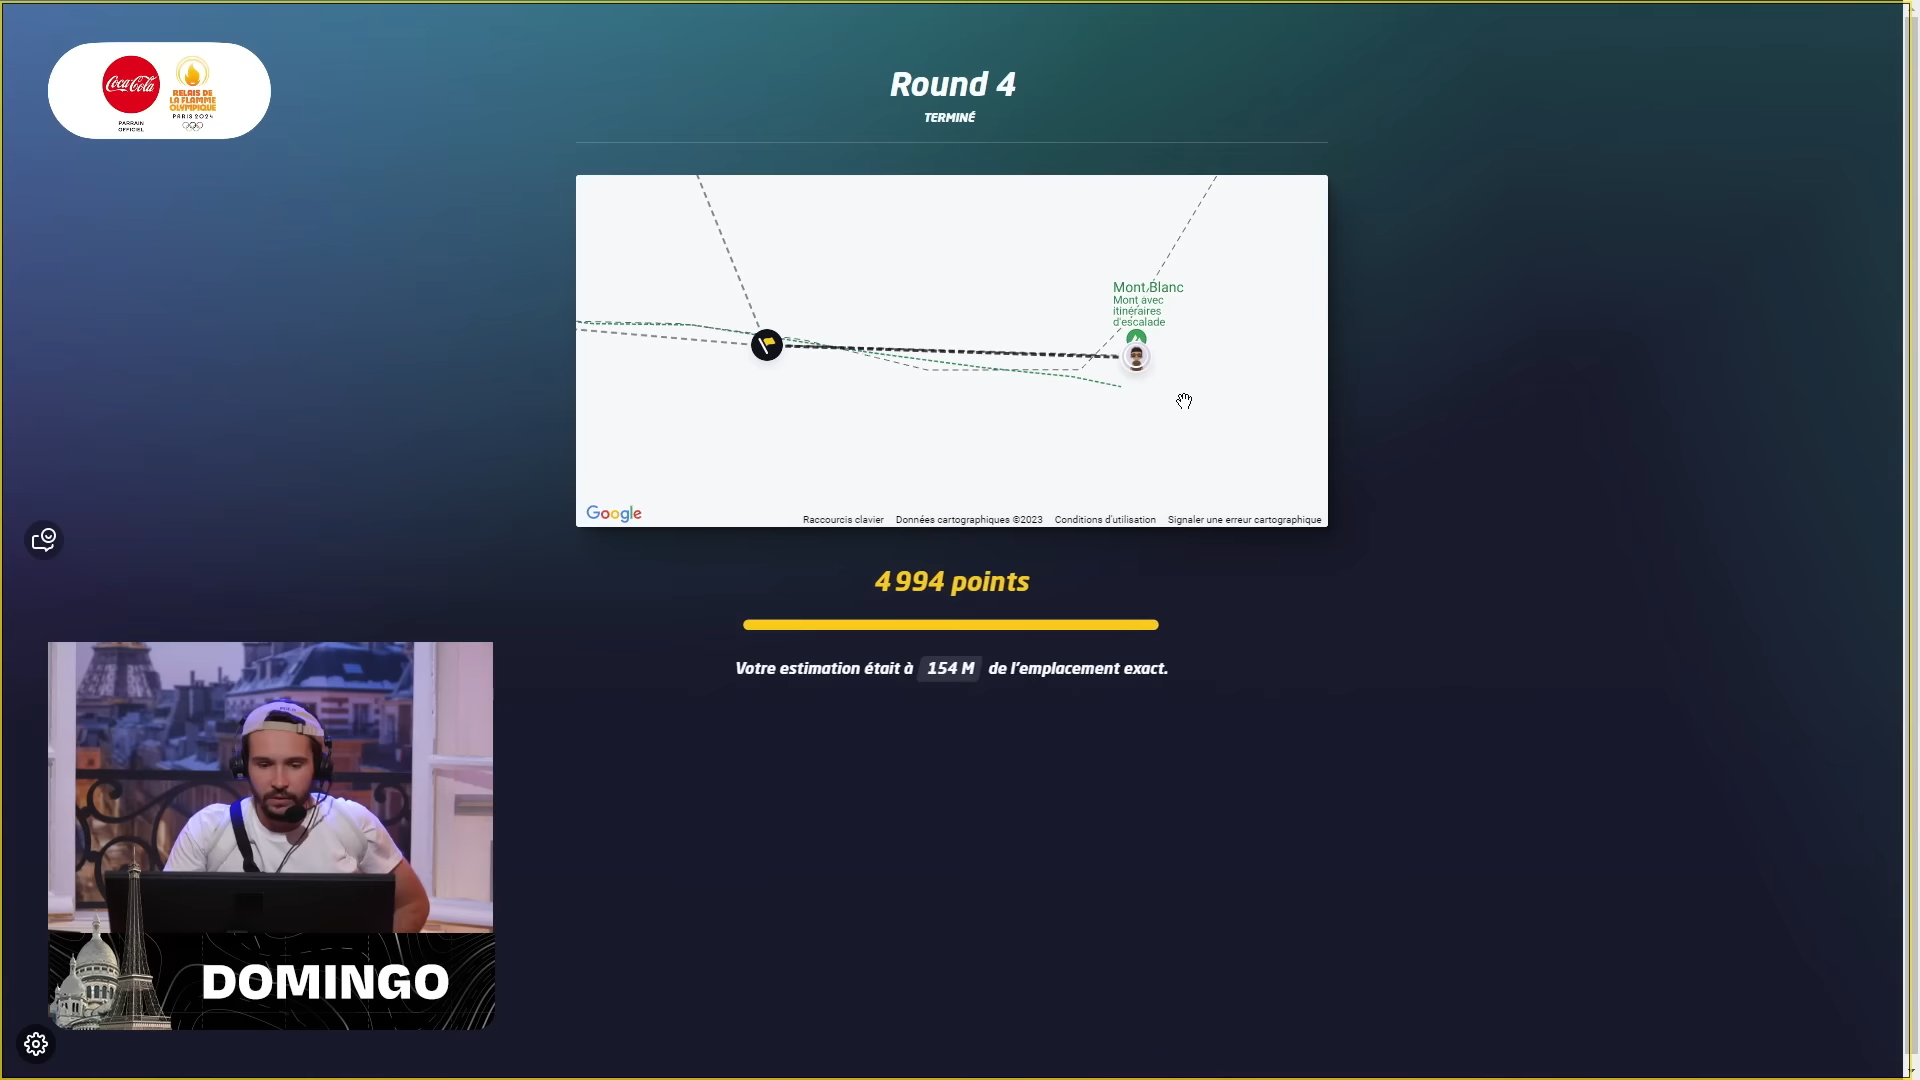 Coca-Cola
PARRAIN
OFFICIEL
RELAIS DE
LA FLAMME
OLYMPIQUE
PARIS 2024
Round 4
TERMINÉ
Mont Blanc
Mont avec
itinéraires
d'escalade
Google
Raccourcis clavier
Données cartographiques ©2023
Conditions d'utilisation
Signaler une erreur cartographique
4 994 points
Votre estimation était à 154 M de l'emplacement exact.
DOMINGO